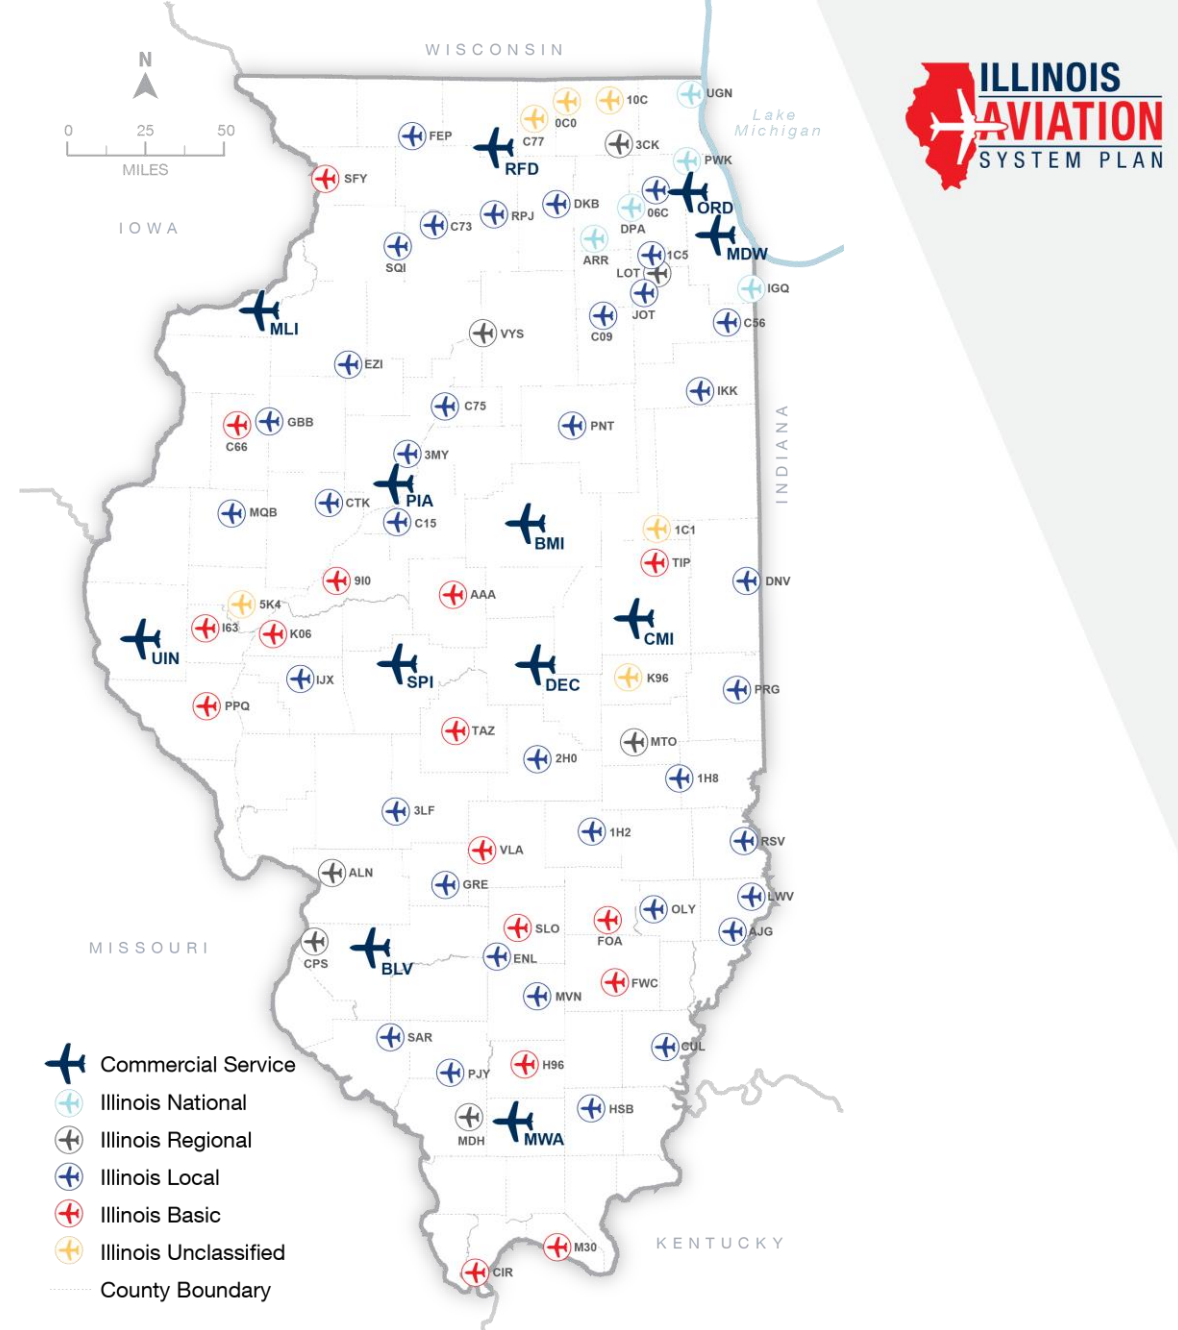 WISCONSIN
N
0 25 50
MILES
IOWA
Lake
Michigan
ILLINOIS
AVIATION
SYSTEM PLAN
UGN
10C
0C0
C77
FEP
RFD
3CK
PWK
SFY
ORD
06C
DKB
RPJ
C73
DPA
MDW
SQI
ARR
1C5
LOT
IGQ
JOT
MLI
C56
VYS
C09
EZI
IKK
C75
GBB
PNT
C66
INDIANA
3MY
PIA
CTK
MQB
C15
BMI
1C1
TIP
9I0
DNV
AAA
5K4
I63
K06
CMI
UIN
SPI
DEC
IJX
K96
PRG
PPQ
TAZ
MTO
2H0
1H8
3LF
1H2
RSV
VLA
ALN
GRE
LWV
OLY
SLO
AJG
FOA
MISSOURI
CPS
BLV
ENL
FWC
MVN
SAR
CUL
H96
PJY
HSB
MDH
MWA
KENTUCKY
M30
CIR
Commercial Service
Illinois National
Illinois Regional
Illinois Local
Illinois Basic
Illinois Unclassified
County Boundary